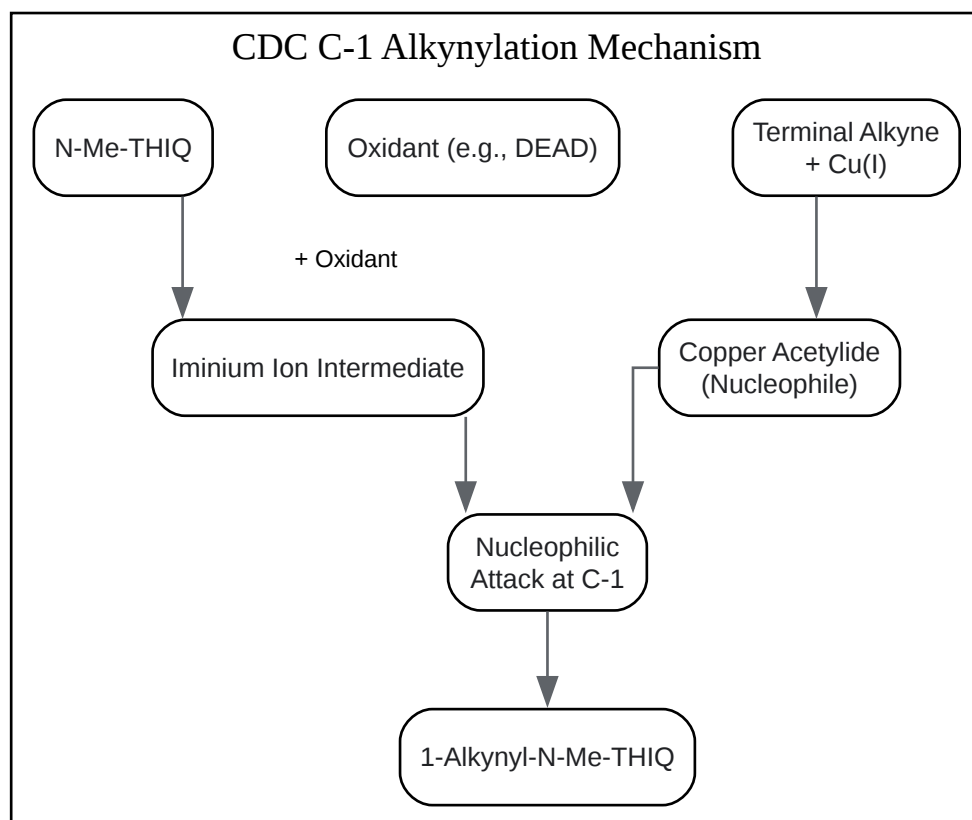 CDC C-1 Alkynylation Mechanism
N-Me-THIQ
Oxidant (e.g., DEAD)
Terminal Alkyne
+ Cu(I)
+ Oxidant
Iminium Ion Intermediate
Copper Acetylide
(Nucleophile)
Nucleophilic
Attack at C-1
1-Alkynyl-N-Me-THIQ